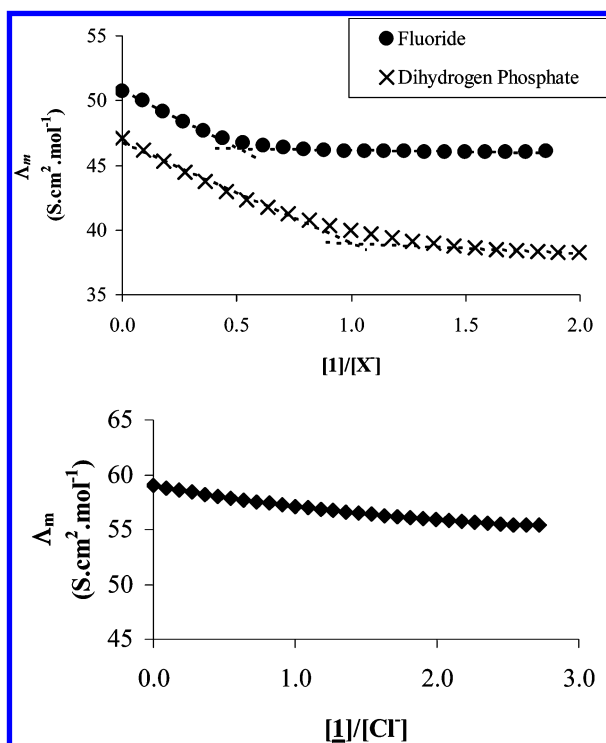 Fluoride
Dihydrogen Phosphate
55
50
45
40
35
Λm
(S.cm².mol⁻¹)
0.0 0.5 1.0 1.5 2.0
[1]/[X⁻]
65
60
55
50
45
Λm
(S.cm².mol⁻¹)
0.0 1.0 2.0 3.0
[1]/[Cl⁻]